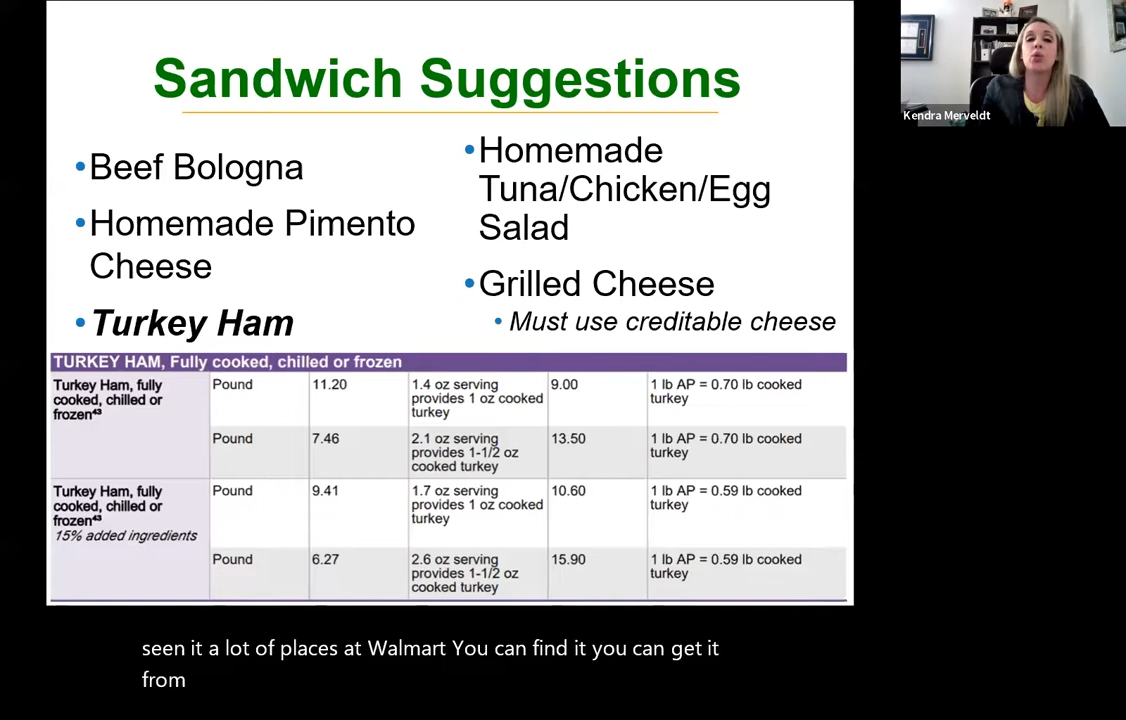 Sandwich Suggestions
•Beef Bologna
•Homemade Pimento
Cheese
•Turkey Ham
•Homemade
Tuna/Chicken/Egg
Salad
•Grilled Cheese
• Must use creditable cheese
TURKEY HAM, Fully cooked, chilled or frozen
Turkey Ham, fully
cooked, chilled or
frozen⁴³
Pound
11.20
1.4 oz serving
provides 1 oz cooked
turkey
9.00
1 lb AP = 0.70 lb cooked
turkey
Pound
7.46
2.1 oz serving
provides 1-1/2 oz
cooked turkey
13.50
1 lb AP = 0.70 lb cooked
turkey
Turkey Ham, fully
cooked, chilled or
frozen⁴³
15% added ingredients
Pound
9.41
1.7 oz serving
provides 1 oz cooked
turkey
10.60
1 lb AP = 0.59 lb cooked
turkey
Pound
6.27
2.6 oz serving
provides 1-1/2 oz
cooked turkey
15.90
1 lb AP = 0.59 lb cooked
turkey
Kendra Merveldt
seen it a lot of places at Walmart You can find it you can get it
from